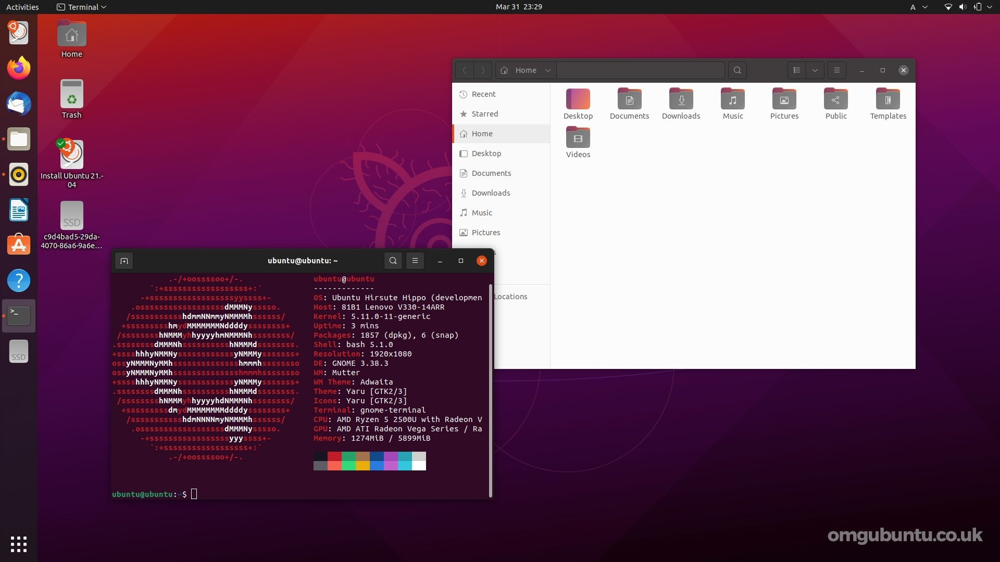 Activities
Terminal
Mar 31 23:29
A
Home
Trash
Install Ubuntu 21.-
04
SSD
c9d4bad5-29da-
4070-86a6-9a6e…
SSD
Home
Recent
Starred
Home
Desktop
Documents
Downloads
Music
Pictures
Locations
Desktop
Documents
Downloads
Music
Pictures
Public
Templates
Videos
ubuntu@ubuntu: ~
.-/+oossssoo+/-.
`:+ssssssssssssssssss+:`
-+ssssssssssssssssssyyssss+-
.ossssssssssssssssssdMMMNysssso.
/ssssssssssshdmmNNmmyNMMMMhssssss/
+ssssssssshmydMMMMMMMNddddyssssssss+
/sssssssshNMMMyhhyyyyhmNMMMNhssssssss/
.ssssssssdMMMNhsssssssssshNMMMdssssssss.
+sssshhhyNMMNyssssssssssssyNMMMysssssss+
ossyNMMMNyMMhsssssssssssssshmmmhssssssso
ossyNMMMNyMMhsssssssssssssshmmmhssssssso
+sssshhhyNMMNyssssssssssssyNMMMysssssss+
.ssssssssdMMMNhsssssssssshNMMMdssssssss.
/sssssssshNMMMyhhyyyyhdNMMMNhssssssss/
+sssssssssdmydMMMMMMMMddddyssssssss+
/ssssssssssshdmNNNNmyNMMMMhssssss/
.ossssssssssssssssssdMMMNysssso.
-+sssssssssssssssssyyyssss+-
`:+ssssssssssssssssss+:`
.-/+oossssoo+/-.
ubuntu@ubuntu
-------------
OS: Ubuntu Hirsute Hippo (developmen
Host: 81B1 Lenovo V330-14ARR
Kernel: 5.11.0-11-generic
Uptime: 3 mins
Packages: 1857 (dpkg), 6 (snap)
Shell: bash 5.1.0
Resolution: 1920x1080
DE: GNOME 3.38.3
WM: Mutter
WM Theme: Adwaita
Theme: Yaru [GTK2/3]
Icons: Yaru [GTK2/3]
Terminal: gnome-terminal
CPU: AMD Ryzen 5 2500U with Radeon V
GPU: AMD ATI Radeon Vega Series / Ra
Memory: 1274MiB / 5899MiB
ubuntu@ubuntu:~$
omgubuntu.co.uk